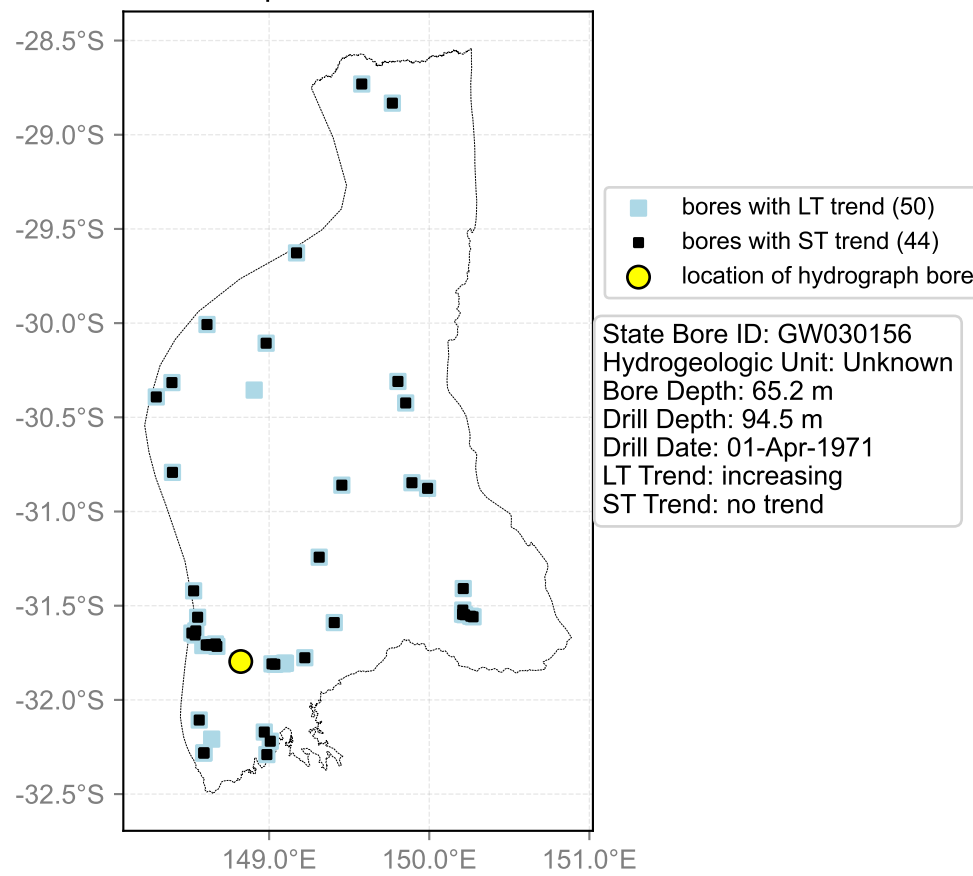 -28.5°S
-29.0°S
-29.5°S
-30.0°S
-30.5°S
-31.0°S
-31.5°S
-32.0°S
-32.5°S
149.0°E
150.0°E
151.0°E
bores with LT trend (50)
bores with ST trend (44)
location of hydrograph bore
State Bore ID: GW030156
Hydrogeologic Unit: Unknown
Bore Depth: 65.2 m
Drill Depth: 94.5 m
Drill Date: 01-Apr-1971
LT Trend: increasing
ST Trend: no trend